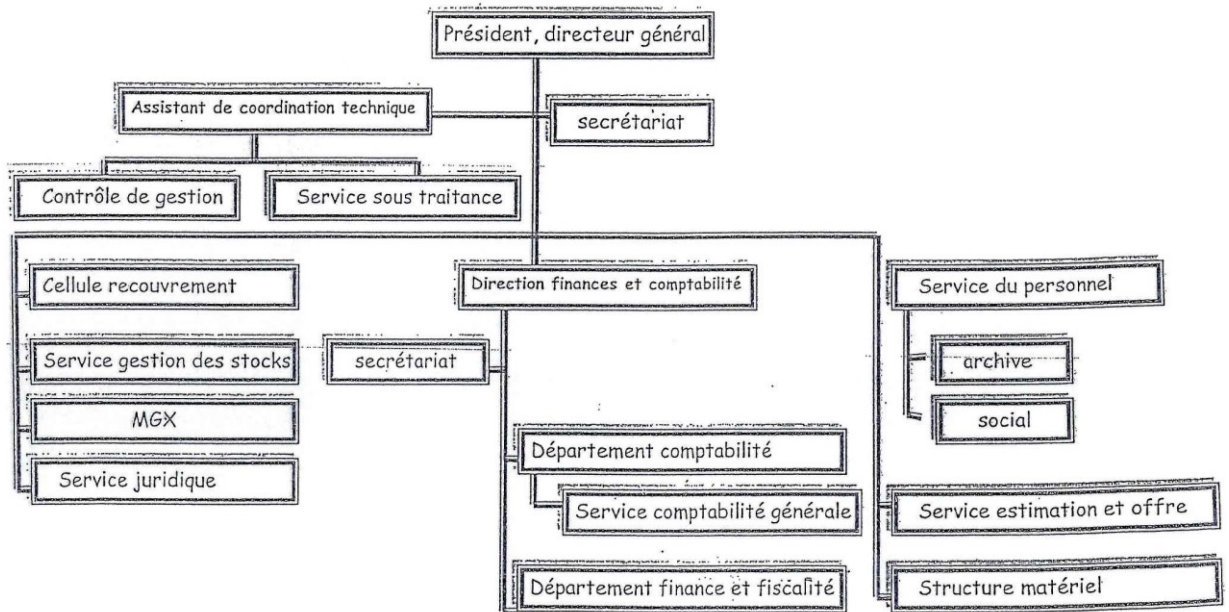 Président, directeur général
Assistant de coordination technique
secrétariat
Contrôle de gestion
Service sous traitance
Cellule recouvrement
Direction finances et comptabilité
Service du personnel
Service gestion des stocks
secrétariat
archive
MGX
social
Département comptabilité
Service juridique
Service comptabilité générale
Service estimation et offre
Département finance et fiscalité
Structure matériel